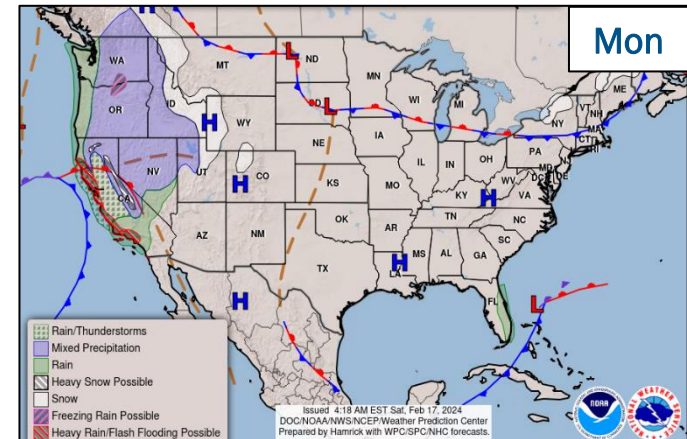 Mon
H
WA
MT
L
ND
MN
ME
OR
ID
H
WY
SD
L
WI
MI
NY
VT
NH
MA
CT
RI
NE
IA
PA
NV
UT
H
CO
IL
IN
OH
MD
DE
DC
WV
VA
CA
KS
MO
KY
H
AZ
NM
OK
AR
TN
NC
SC
TX
H
LA
MS
AL
GA
H
FL
L
Rain/Thunderstorms
Mixed Precipitation
Rain
Heavy Snow Possible
Snow
Freezing Rain Possible
Heavy Rain/Flash Flooding Possible
Issued 4:18 AM EST Sat, Feb 17, 2024
DOC/NOAA/NWS/NCEP/Weather Prediction Center
Prepared by Hamrick with WPC/SPC/NHC forecasts.
NOAA
NATIONAL WEATHER SERVICE